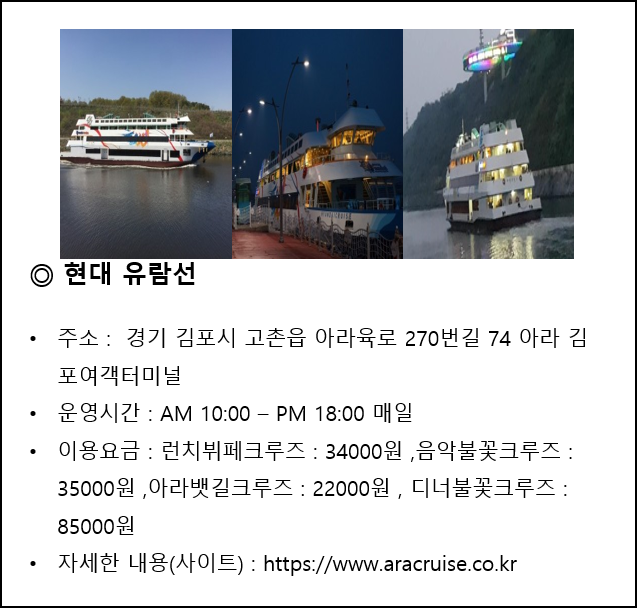 ◎ 현대 유람선
• 주소 : 경기 김포시 고촌읍 아라육로 270번길 74 아라 김
포여객터미널
• 운영시간 : AM 10:00 – PM 18:00 매일
• 이용요금 : 런치뷔페크루즈 : 34000원 ,음악불꽃크루즈 :
35000원 ,아라뱃길크루즈 : 22000원 , 디너불꽃크루즈 :
85000원
• 자세한 내용(사이트) : https://www.aracruise.co.kr